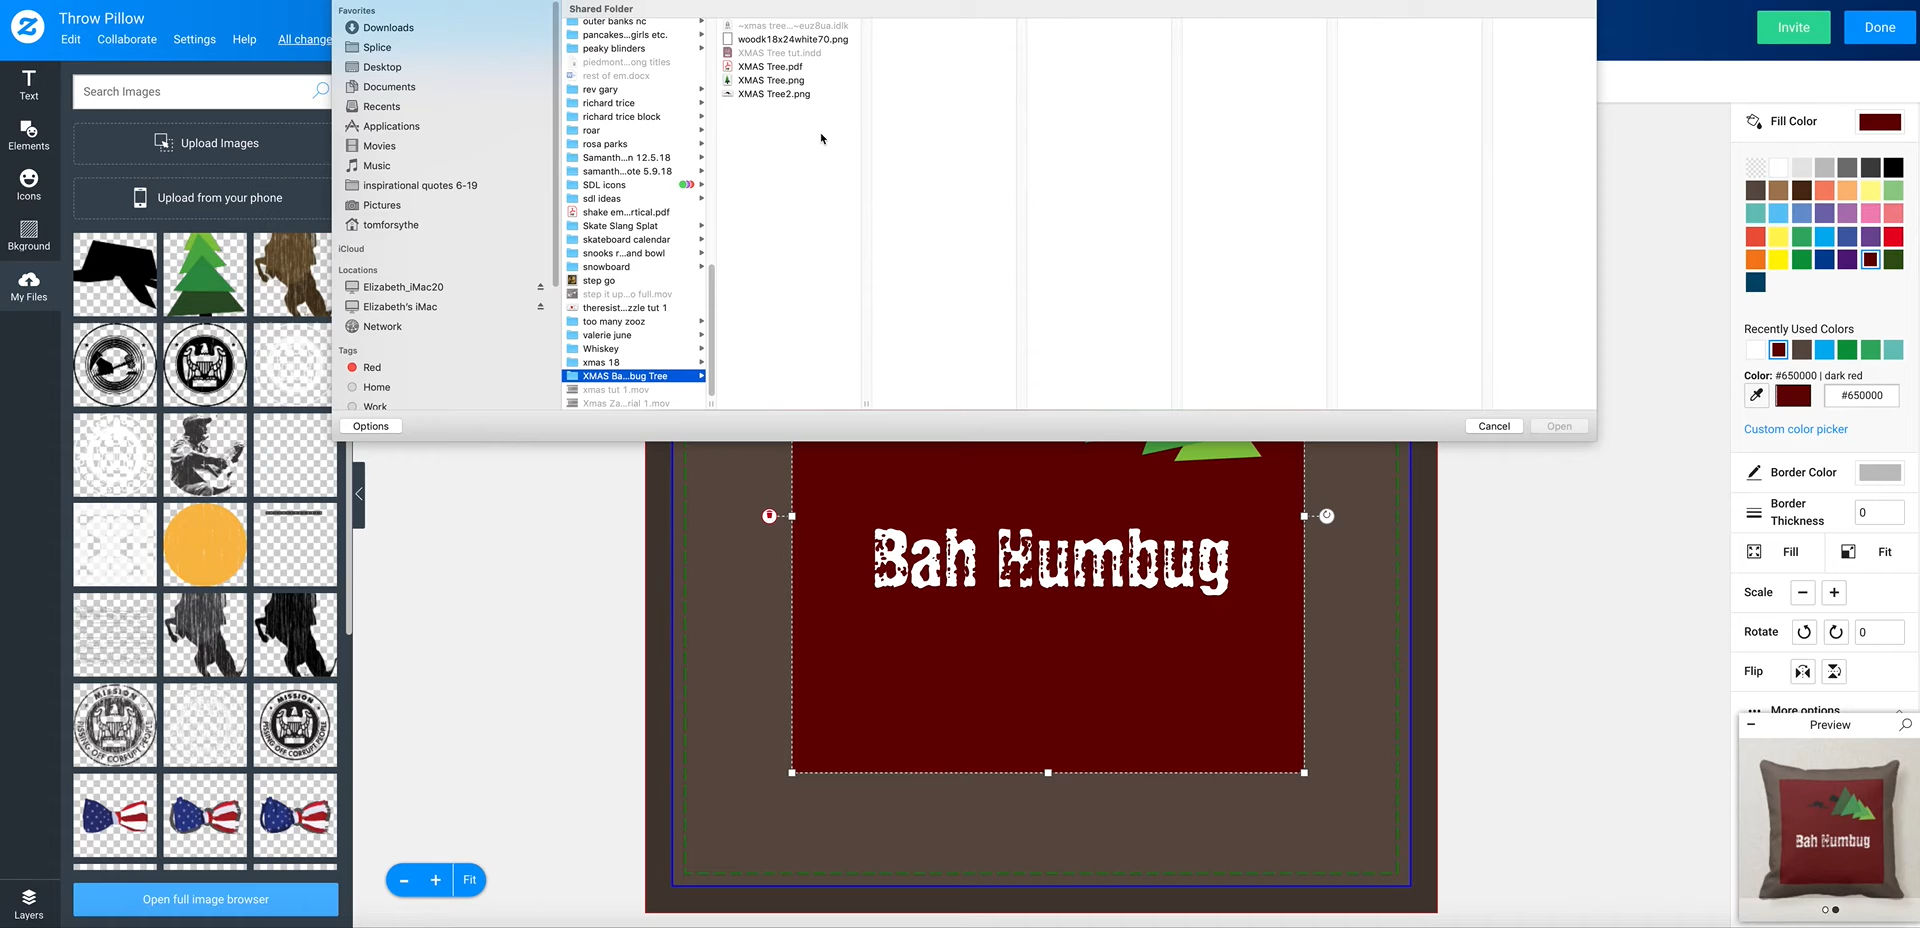 Throw Pillow
Edit
Collaborate
Settings
Help
All change
Invite
Done
Text
Elements
Icons
Bkground
My Files
Layers
Search Images
Upload Images
Upload from your phone
Open full image browser
Favorites
Downloads
Splice
Desktop
Documents
Recents
Applications
Movies
Music
inspirational quotes 6-19
Pictures
tomforsythe
iCloud
Locations
Elizabeth_iMac20
Elizabeth's iMac
Network
Tags
Red
Home
Work
Options
Shared Folder
outer banks nc
pancakes...girls etc.
peaky blinders
piedmont...ong titles
rest of em.docx
rev gary
richard trice
richard trice block
roar
rosa parks
Samanth...n 12.5.18
samanth...ote 5.9.18
SDL icons
sdl ideas
shake em...rtical.pdf
Skate Slang Splat
skateboard calendar
snooks r...and bowl
snowboard
step go
step it up...o full.mov
theresist...zzle tut 1
too many zooz
valerie june
Whiskey
xmas 18
XMAS Ba...bug Tree
xmas tut 1.mov
Xmas Za...rial 1.mov
~xmas tree...~euz8ua.idlk
woodk18x24white70.png
XMAS Tree tut.indd
XMAS Tree.pdf
XMAS Tree.png
XMAS Tree2.png
Cancel
Open
Bah Humbug
Fit
Fill Color
Recently Used Colors
Color: #650000 | dark red
#650000
Custom color picker
Border Color
Border
Thickness
0
Fill
Fit
Scale
Rotate
0
Flip
More options
Preview
Bah Humbug